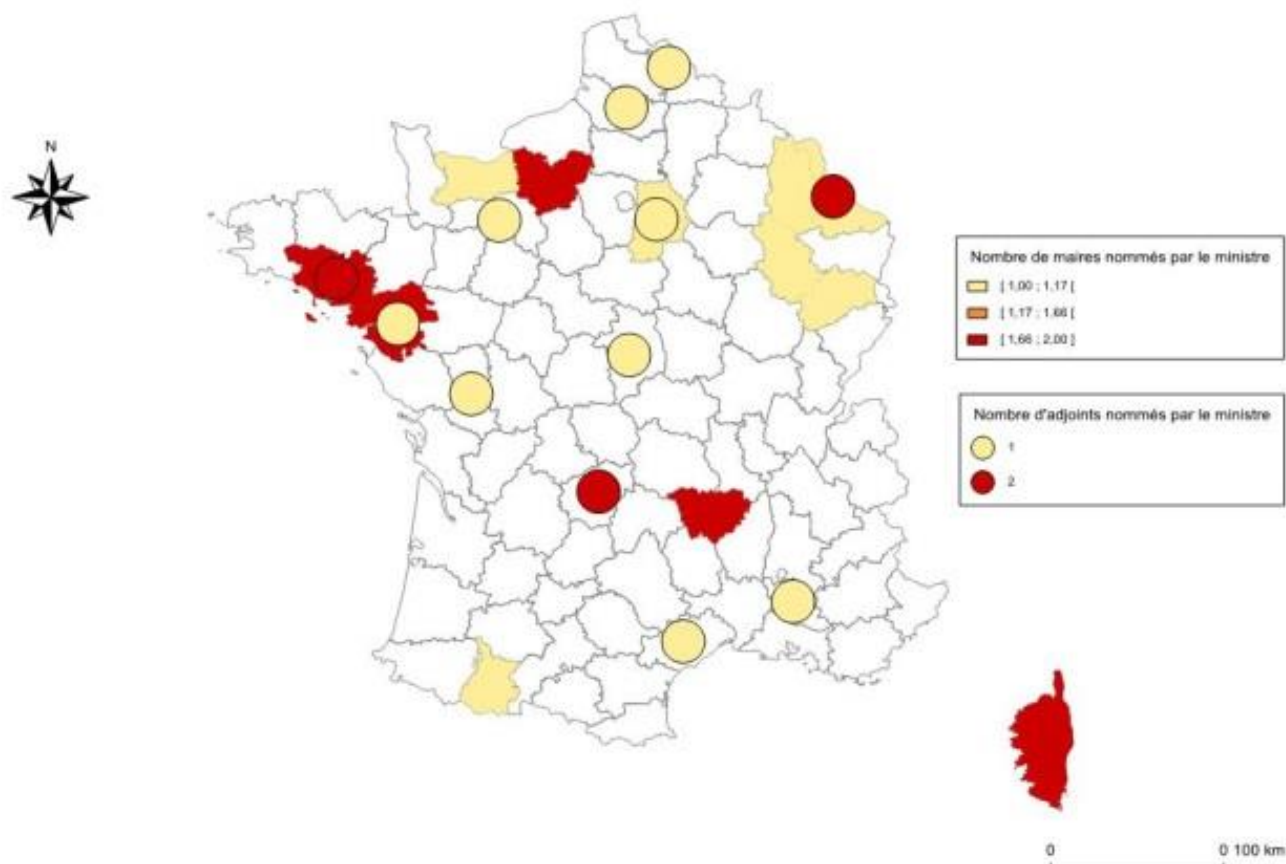 N
Nombre de maires nommés par le ministre
[ 1,00 ; 1,17 [
[ 1,17 ; 1,66 [
[ 1,66 ; 2,00 ]
Nombre d'adjoints nommés par le ministre
1
2
0
0 100 km